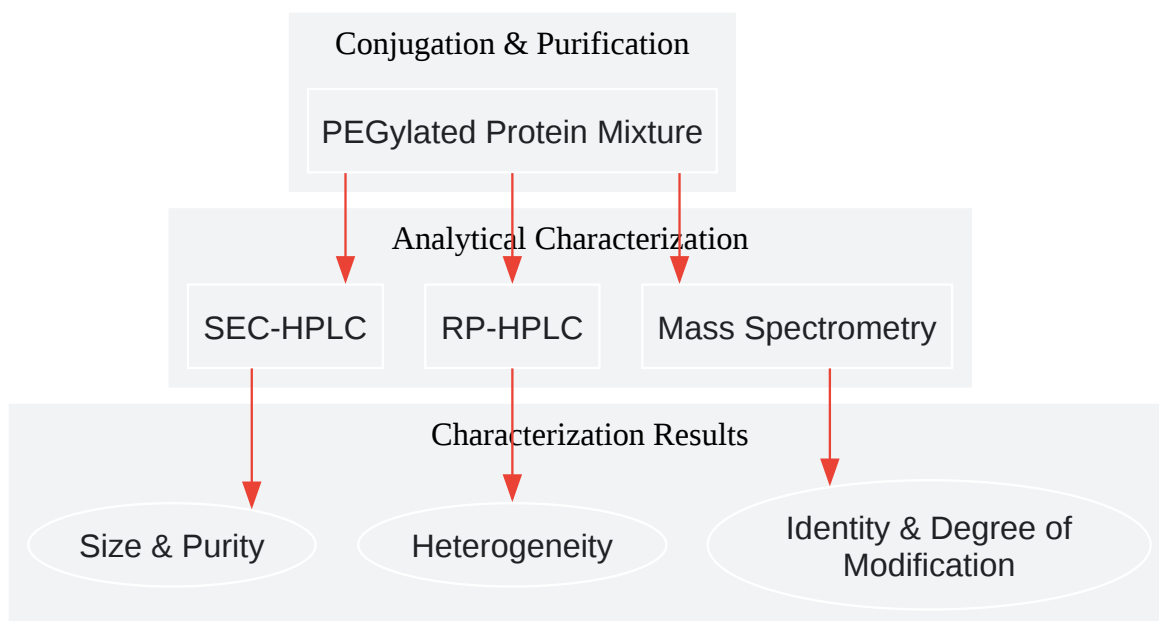 Conjugation & Purification
PEGylated Protein Mixture
Analytical Characterization
SEC-HPLC
RP-HPLC
Mass Spectrometry
Characterization Results
Size & Purity
Heterogeneity
Identity & Degree of
Modification